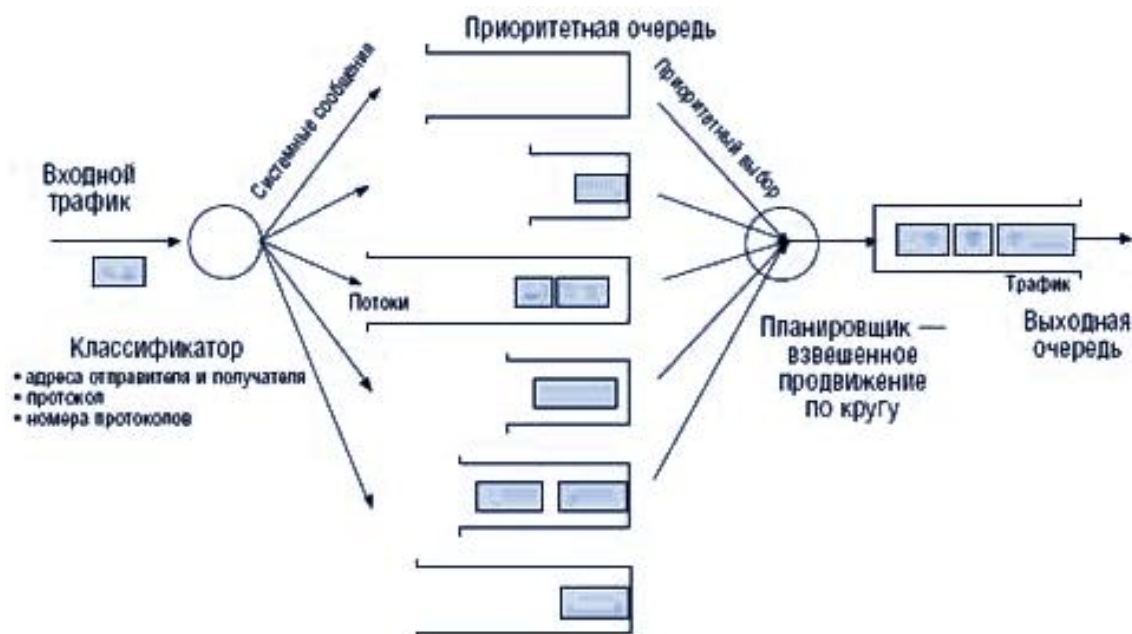 Приоритетная очередь
Системные сообщения
Приоритетный выбор
Входной
трафик
Потоки
Трафик
Классификатор
• адреса отправителя и получателя
• протокол
• номера протоколов
Планировщик —
взвешенное
продвижение
по кругу
Выходная
очередь